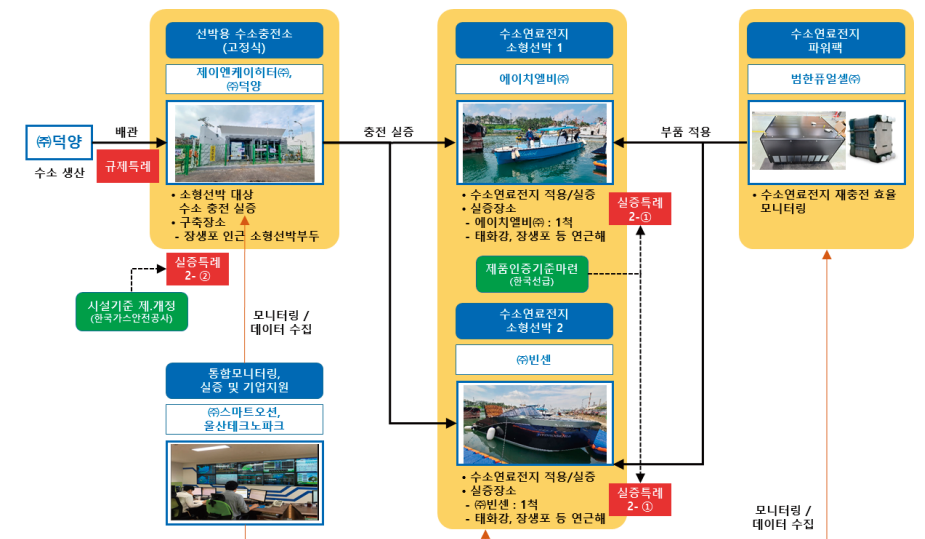 ㈜덕양
수소 생산
배관
규제특례
선박용 수소충전소
(고정식)
제이엔케이히터㈜,
㈜덕양
• 소형선박 대상
수소 충전 실증
• 구축장소
- 장생포 인근 소형선박부두
실증특례
2- ②
시설기준 제.개정
(한국가스안전공사)
모니터링 /
데이터 수집
통합모니터링,
실증 및 기업지원
㈜스마트오션,
울산테크노파크
충전 실증
수소연료전지
소형선박 1
에이치엘비㈜
• 수소연료전지 적용/실증
• 실증장소
- 에이치엘비㈜ : 1척
- 태화강, 장생포 등 연근해
실증특례
2-①
제품인증기준마련
(한국선급)
수소연료전지
소형선박 2
㈜빈센
• 수소연료전지 적용/실증
• 실증장소
- ㈜빈센 : 1척
- 태화강, 장생포 등 연근해
실증특례
2-①
부품 적용
수소연료전지
파워팩
범한퓨얼셀㈜
• 수소연료전지 재충전 효율
모니터링
모니터링 /
데이터 수집